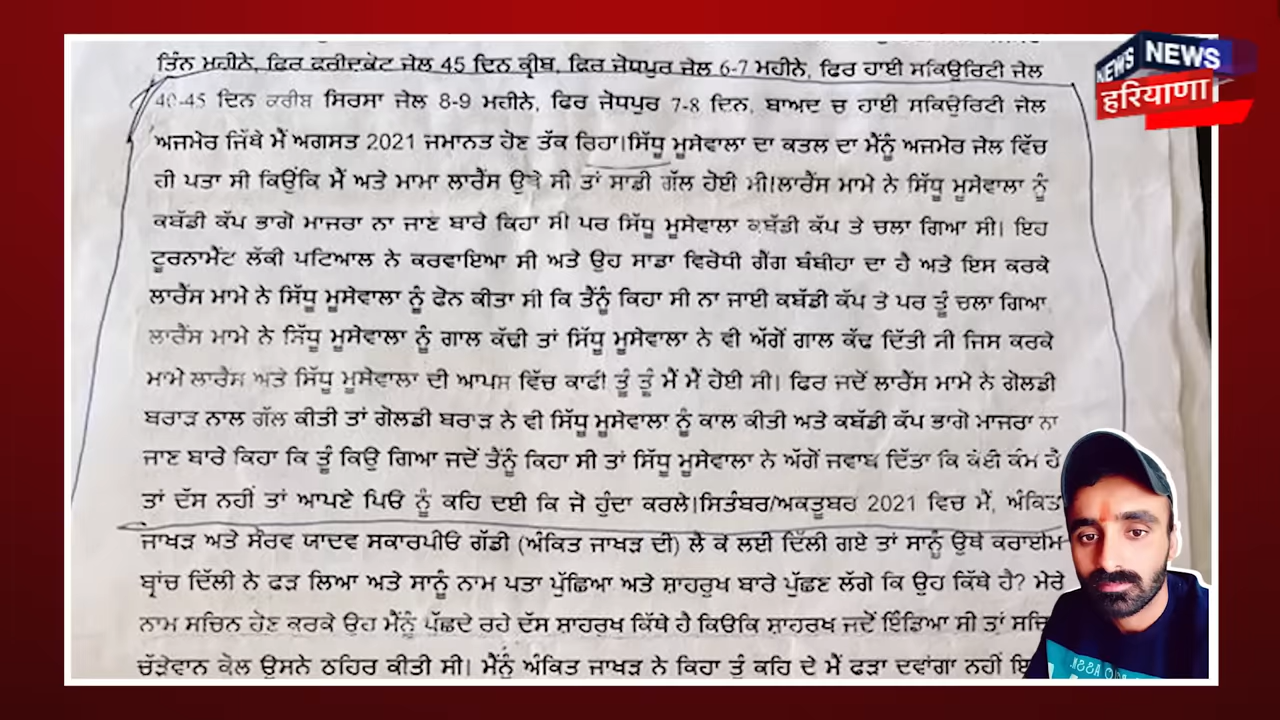 ਤਿੰਨ ਮਹੀਨੇ, ਫਿਰ ਫਰੀਦਕੋਟ ਜੇਲ 45 ਦਿਨ ਕ੍ਰੀਬ, ਫਿਰ ਜੋਧਪੁਰ ਜੇਲ 6-7 ਮਹੀਨੇ, ਫਿਰ ਹਾਈ ਸਕਿਉਰਿਟੀ ਜੇਲ
40-45 ਦਿਨ ਕਰੀਬ ਸਿਰਸਾ ਜੇਲ 8-9 ਮਹੀਨੇ, ਫਿਰ ਜੋਧਪੁਰ 7-8 ਦਿਨ, ਬਾਅਦ ਚ ਹਾਈ ਸਕਿਉਰਿਟੀ ਜੇਲ
ਅਜਮੇਰ ਜਿੱਥੇ ਮੈਂ ਅਗਸਤ 2021 ਜਮਾਨਤ ਹੋਣ ਤੱਕ ਰਿਹਾ।ਸਿੱਧੂ ਮੂਸੇਵਾਲਾ ਦਾ ਕਤਲ ਦਾ ਮੈਂਨੂੰ ਅਜਮੇਰ ਜੇਲ ਵਿੱਚ
ਹੀ ਪਤਾ ਸੀ ਕਿਉਂਕਿ ਮੈਂ ਅਤੇ ਮਾਮਾ ਲਾਰੈਂਸ ਉਥੇ ਸੀ ਤਾਂ ਸਾਡੀ ਗੱਲ ਹੋਈ ਸੀ।ਲਾਰੈਂਸ ਮਾਮੇ ਨੇ ਸਿੱਧੂ ਮੂਸੇਵਾਲਾ ਨੂੰ
ਕਬੱਡੀ ਕੱਪ ਭਾਗੋ ਮਾਜਰਾ ਨਾ ਜਾਣ ਬਾਰੇ ਕਿਹਾ ਸੀ ਪਰ ਸਿੱਧੂ ਮੂਸੇਵਾਲਾ ਕਬੱਡੀ ਕੱਪ ਤੇ ਚਲਾ ਗਿਆ ਸੀ। ਇਹ
ਟੂਰਨਾਮੈਂਟ ਲੱਕੀ ਪਟਿਆਲ ਨੇ ਕਰਵਾਇਆ ਸੀ ਅਤੇ ਉਹ ਸਾਡਾ ਵਿਰੋਧੀ ਗੈਂਗ ਬੰਬੀਹਾ ਦਾ ਹੈ ਅਤੇ ਇਸ ਕਰਕੇ
ਲਾਰੈਂਸ ਮਾਮੇ ਨੇ ਸਿੱਧੂ ਮੂਸੇਵਾਲਾ ਨੂੰ ਫੋਨ ਕੀਤਾ ਸੀ ਕਿ ਤੈਂਨੂੰ ਕਿਹਾ ਸੀ ਨਾ ਜਾਈ ਕਬੱਡੀ ਕੱਪ ਤੇ ਪਰ ਤੂੰ ਚਲਾ ਗਿਆ
ਲਾਰੈਂਸ ਮਾਮੇ ਨੇ ਸਿੱਧੂ ਮੂਸੇਵਾਲਾ ਨੂੰ ਗਾਲ ਕੱਢੀ ਤਾਂ ਸਿੱਧੂ ਮੂਸੇਵਾਲਾ ਨੇ ਵੀ ਅੱਗੋਂ ਗਾਲ ਕੱਢ ਦਿੱਤੀ ਸੀ ਜਿਸ ਕਰਕੇ
ਮਾਮੇ ਲਾਰੈਂਸ ਅਤੇ ਸਿੱਧੂ ਮੂਸੇਵਾਲਾ ਦੀ ਆਪਸ ਵਿੱਚ ਕਾਫੀ ਤੂੰ ਤੂੰ ਮੈਂ ਮੈਂ ਹੋਈ ਸੀ। ਫਿਰ ਜਦੋਂ ਲਾਰੈਂਸ ਮਾਮੇ ਨੇ ਗੋਲਡੀ
ਬਰਾੜ ਨਾਲ ਗੱਲ ਕੀਤੀ ਤਾਂ ਗੋਲਡੀ ਬਰਾੜ ਨੇ ਵੀ ਸਿੱਧੂ ਮੂਸੇਵਾਲਾ ਨੂੰ ਕਾਲ ਕੀਤੀ ਅਤੇ ਕਬੱਡੀ ਕੱਪ ਭਾਗੋ ਮਾਜਰਾ ਨਾ
ਜਾਣ ਬਾਰੇ ਕਿਹਾ ਕਿ ਤੂੰ ਕਿਉ ਗਿਆ ਜਦੋਂ ਤੈਂਨੂੰ ਕਿਹਾ ਸੀ ਤਾਂ ਸਿੱਧੂ ਮੂਸੇਵਾਲਾ ਨੇ ਅੱਗੋਂ ਜਵਾਬ ਦਿੱਤਾ ਕਿ ਕੋਈ ਕੰਮ ਹੈ
ਤਾਂ ਦੱਸ ਨਹੀਂ ਤਾਂ ਆਪਣੇ ਪਿਓ ਨੂੰ ਕਹਿ ਦਈ ਕਿ ਜੋ ਹੁੰਦਾ ਕਰਲੇ।ਸਿਤੰਬਰ/ਅਕਤੂਬਰ 2021 ਵਿਚ ਮੈਂ, ਅੰਕਿਤ
ਜਾਖੜ ਅਤੇ ਸੌਰਵ ਯਾਦਵ ਸਕਾਰਪੀਓ ਗੱਡੀ (ਅੰਕਿਤ ਜਾਖੜ ਦੀ) ਲੈ ਕੇ ਲਈ ਦਿੱਲੀ ਗਏ ਤਾਂ ਸਾਨੂੰ ਉਥੇ ਕਰਾਈਮ
ਬ੍ਰਾਂਚ ਦਿੱਲੀ ਨੇ ਫੜ ਲਿਆ ਅਤੇ ਸਾਨੂੰ ਨਾਮ ਪਤਾ ਪੁੱਛਿਆ ਅਤੇ ਸ਼ਾਹਰੁਖ ਬਾਰੇ ਪੁੱਛਣ ਲੱਗੇ ਕਿ ਉਹ ਕਿੱਥੇ ਹੈ? ਮੇਰੇ
ਨਾਮ ਸਚਿਨ ਹੋਣ ਕਰਕੇ ਉਹ ਮੈਂਨੂੰ ਪੁੱਛਦੇ ਰਹੇ ਦੱਸ ਸ਼ਾਹਰੁਖ ਕਿੱਥੇ ਹੈ ਕਿਉਕਿ ਸ਼ਾਹਰੁਖ ਜਦੋਂ ਇੰਡਿਆ ਸੀ ਤਾਂ
ਚੱਤੇਵਾਨ ਕੋਲ ਉਸਨੇ ਠਹਿਰ ਕੀਤੀ ਸੀ। ਮੈਂਨੂੰ ਅੰਕਿਤ ਜਾਖੜ ਨੇ ਕਿਹਾ ਤੂੰ ਕਹਿ ਦੇ ਮੈਂ ਫੜਾ ਦਵਾਂਗਾ ਨਹੀਂ
NEWS NEWS
हरियाणा